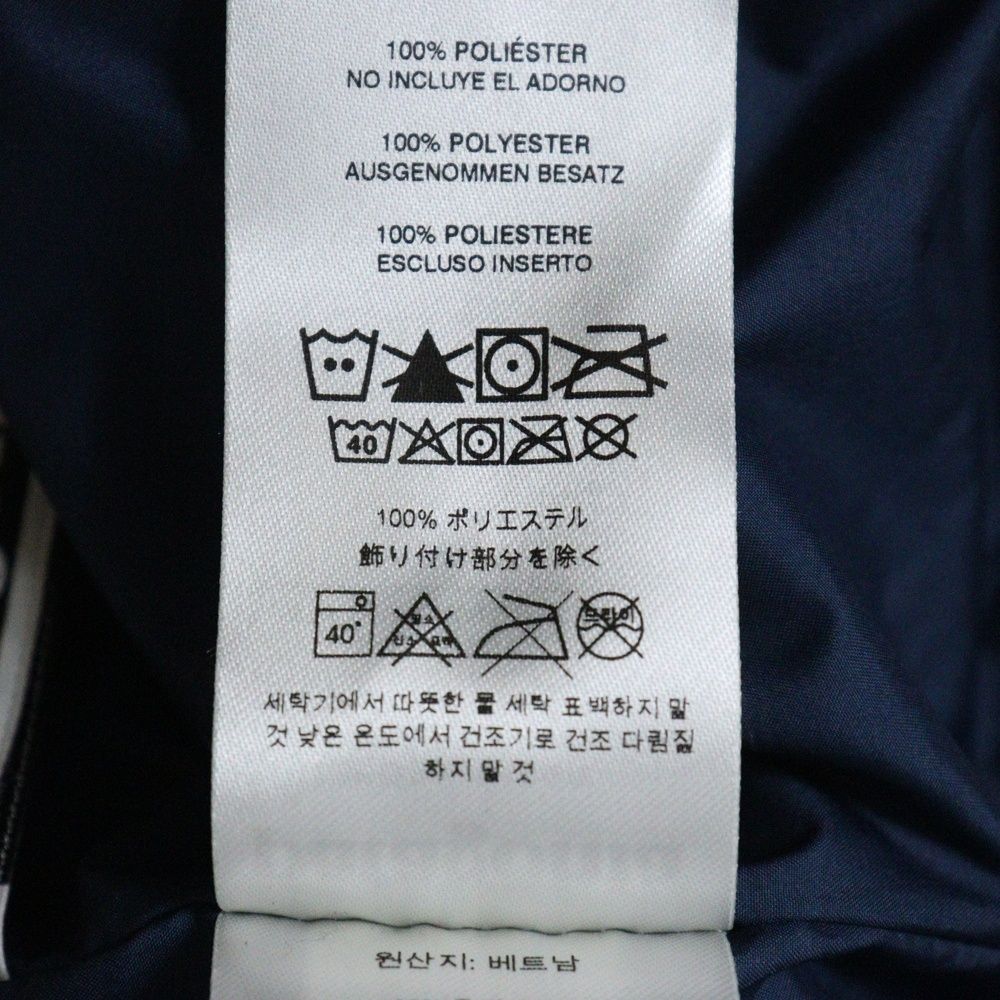 100% POLIÉSTER
NO INCLUYE EL ADORNO
100% POLYESTER
AUSGENOMMEN BESATZ
100% POLIESTERE
ESCLUSO INSERTO
40
100% ポリエステル
飾り付け部分を除く
40°
드라이
세탁기에서 따뜻한 물 세탁 표백하지 말
것 낮은 온도에서 건조기로 건조 다림질
하지 말 것
원산지: 베트남